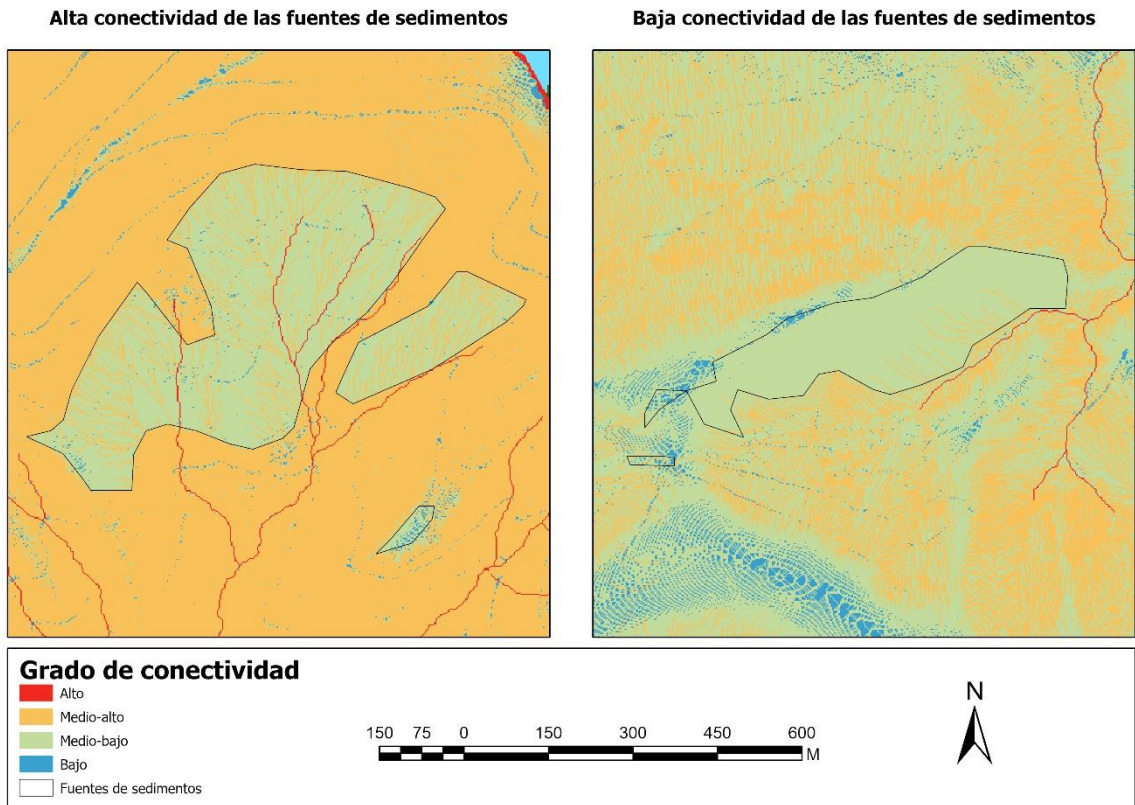 Alta conectividad de las fuentes de sedimentos
Baja conectividad de las fuentes de sedimentos
Grado de conectividad
Alto
Medio-alto
Medio-bajo
Bajo
Fuentes de sedimentos
150 75 0 150 300 450 600
M
N